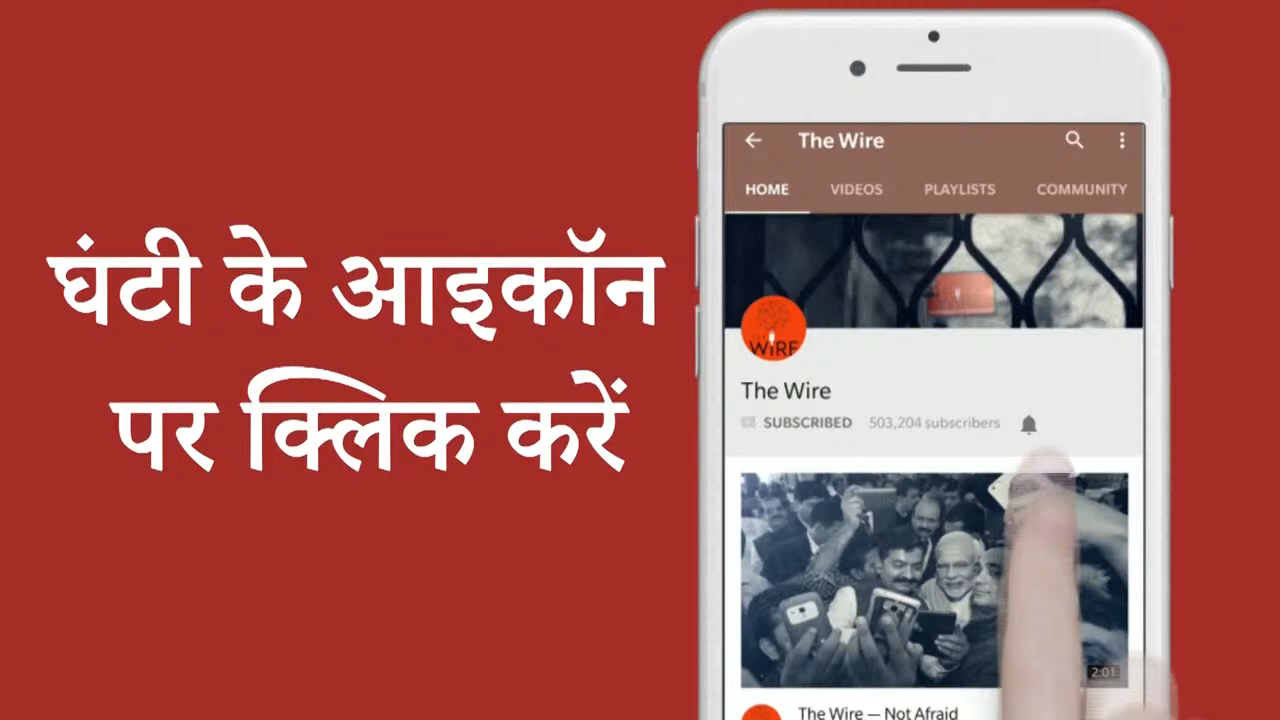 घंटी के आइकॉन
पर क्लिक करें
The Wire
HOME VIDEOS PLAYLISTS COMMUNITY
WIRE
The Wire
SUBSCRIBED 503,204 subscribers
2:01
The Wire — Not Afraid